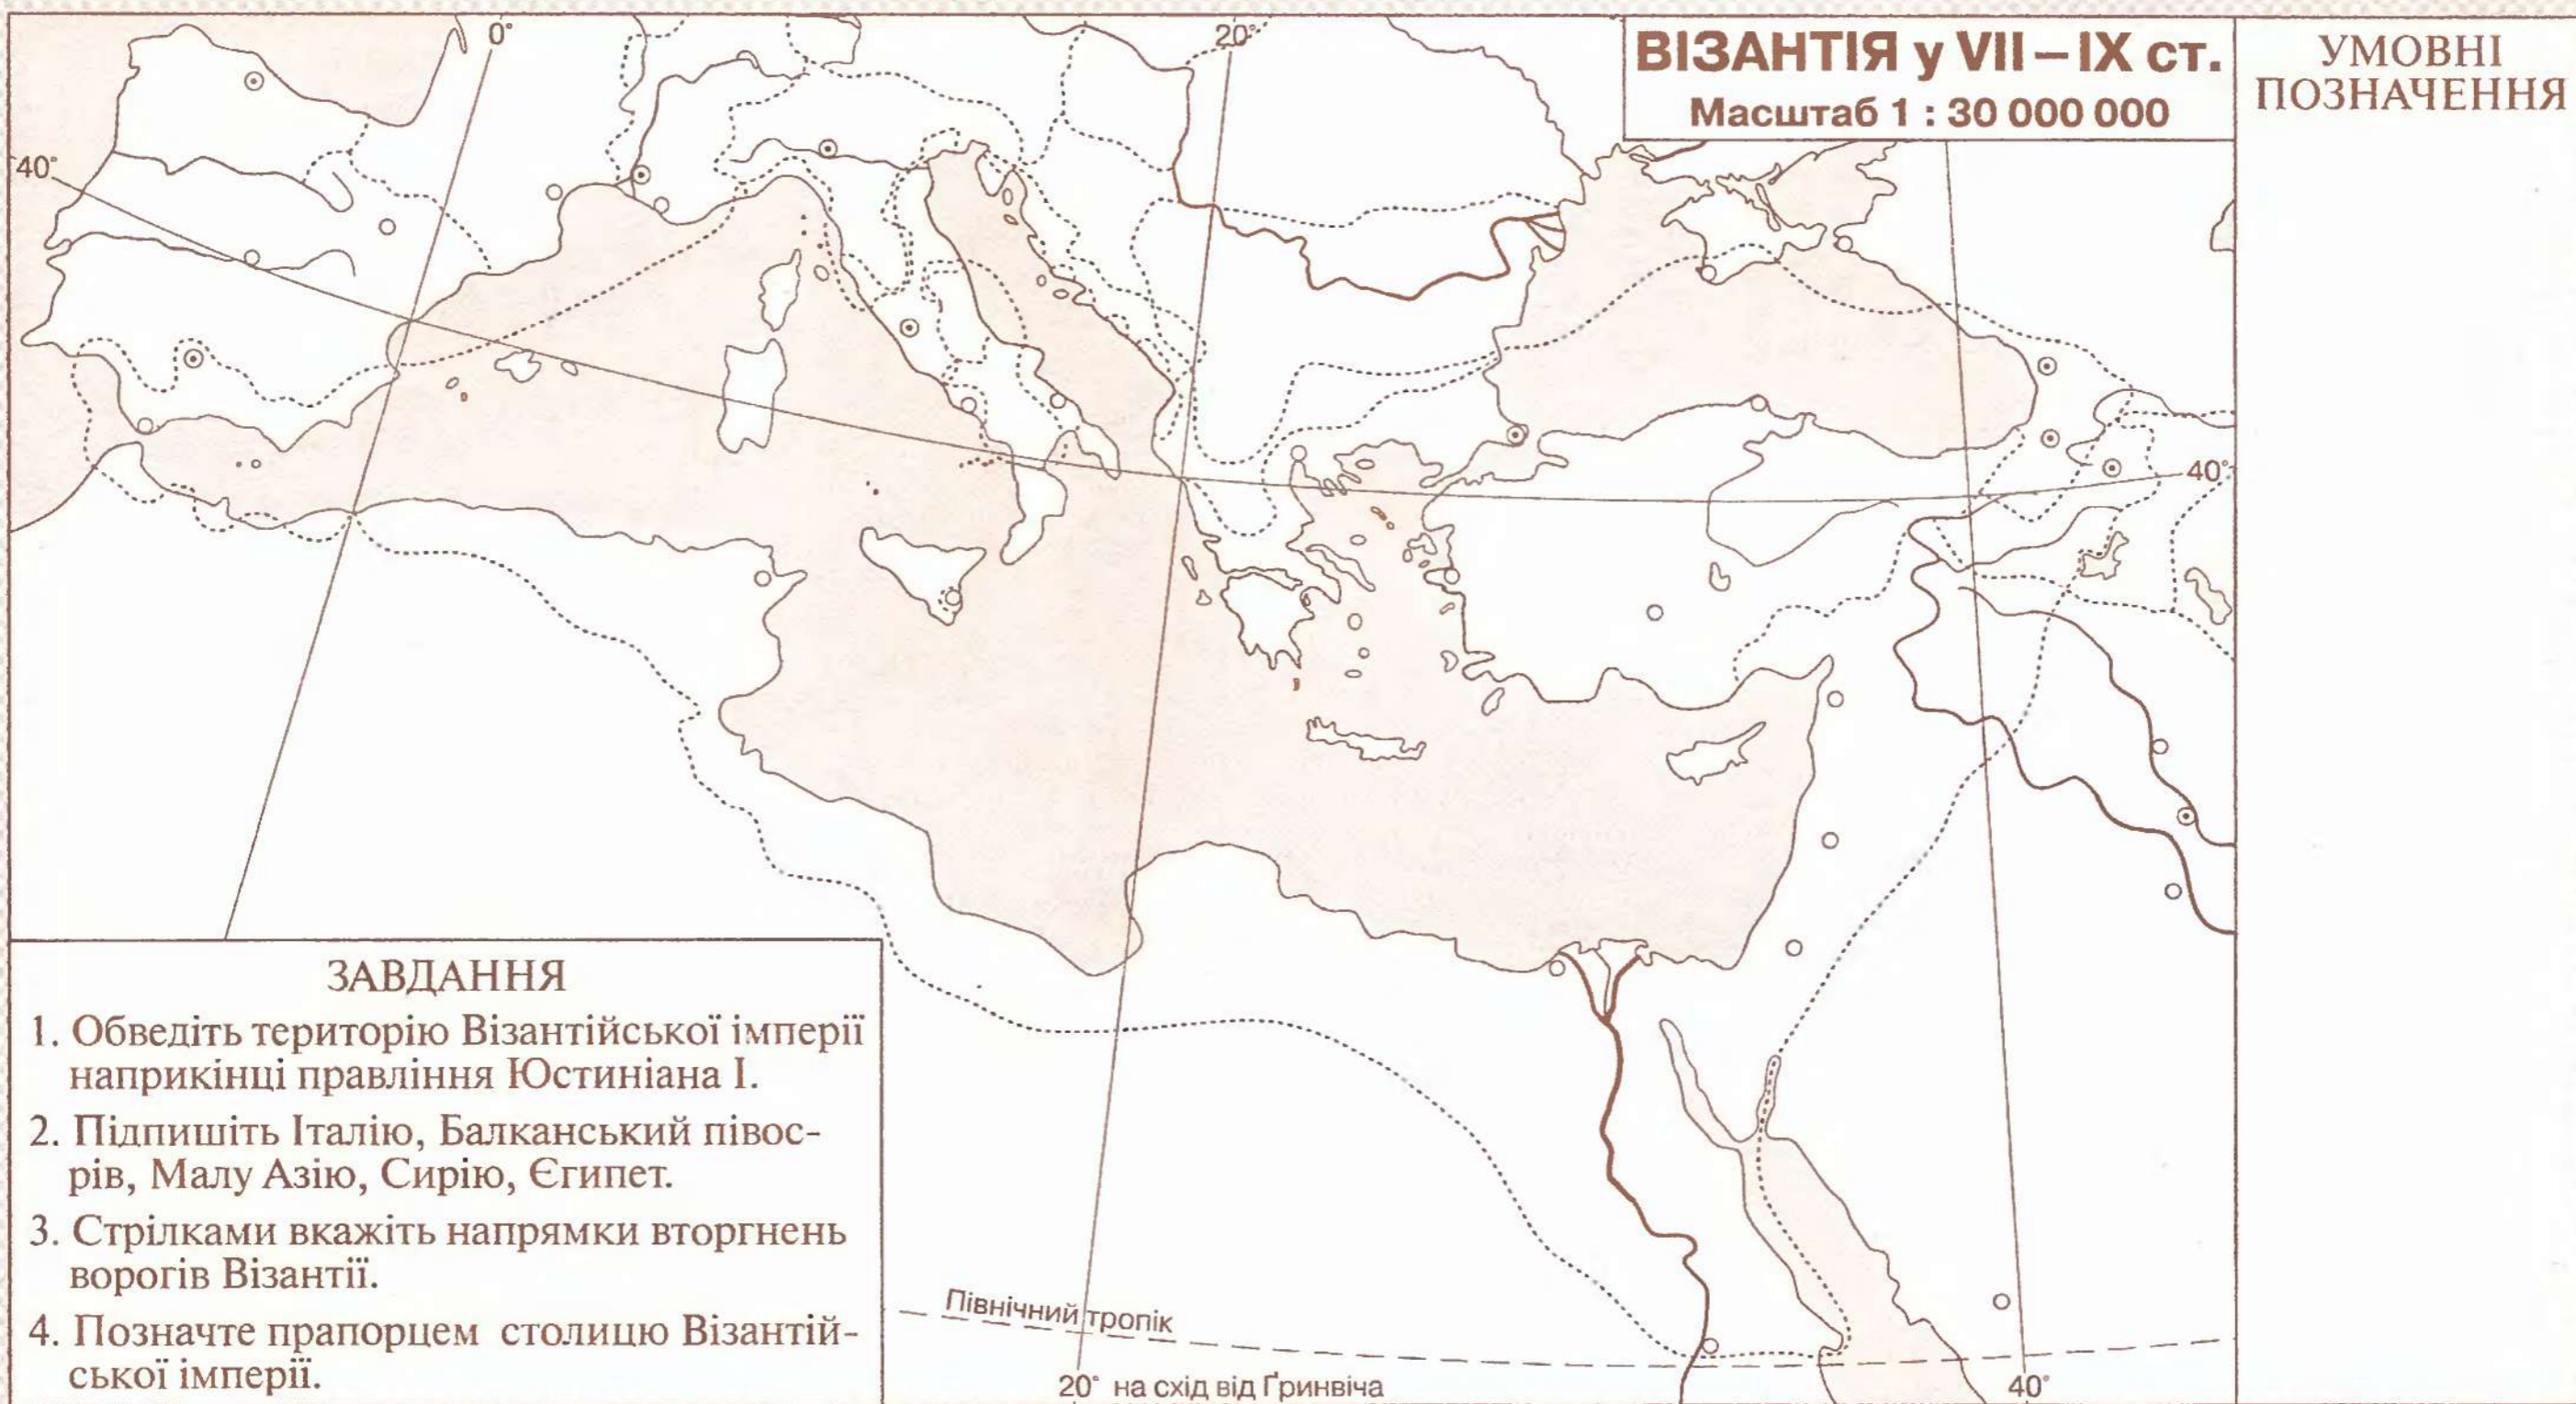 ВІЗАНТІЯ у VII – IX ст.
Масштаб 1 : 30 000 000
УМОВНІ
ПОЗНАЧЕННЯ
0°
20°
40°
40°
ЗАВДАННЯ
1. Обведіть територію Візантійської імперії
наприкінці правління Юстиніана І.
2. Підпишіть Італію, Балканський півос-
рів, Малу Азію, Сирію, Єгипет.
3. Стрілками вкажіть напрямки вторгнень
ворогів Візантії.
4. Позначте прапорцем столицю Візантій-
ської імперії.
Північний тропік
20° на схід від Ґринвіча
40°